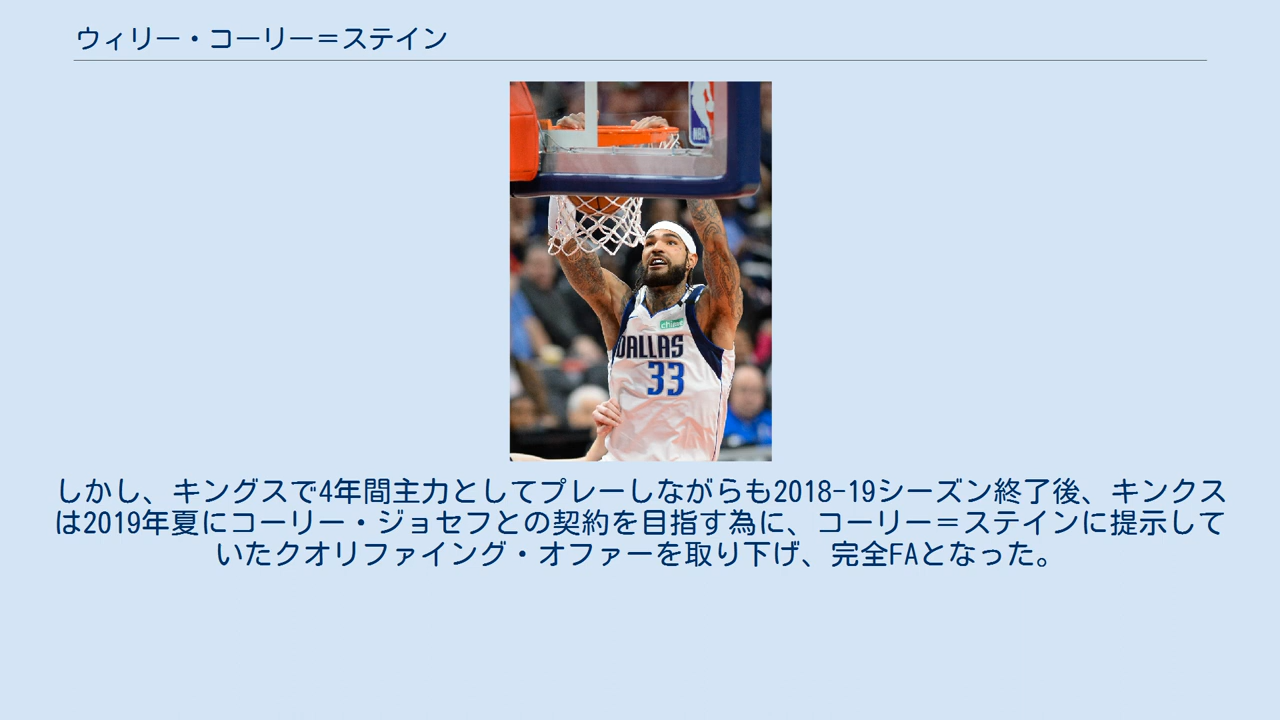 ウィリー・コーリー＝ステイン
NBA
chime
DALLAS
33
しかし、キングスで4年間主力としてプレーしながらも2018-19シーズン終了後、キンクス
は2019年夏にコーリー・ジョセフとの契約を目指す為に、コーリー＝ステインに提示して
いたクオリファイング・オファーを取り下げ、完全FAとなった。